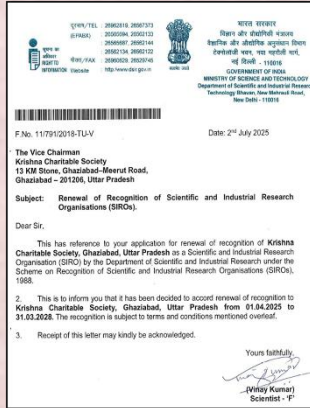 दूरभाष/TEL : 26962819, 26567373
(EPABX) : 26565694, 26562133
: 26565687, 26562144
: 26562134, 26562122
फैक्स/FAX : 26960629, 26529745
Website : http://www.dsir.gov.in
सूचना का
अधिकार
RIGHT TO
INFORMATION
भारत सरकार
विज्ञान और प्रौद्योगिकी मंत्रालय
वैज्ञानिक और औद्योगिक अनुसंधान विभाग
टेक्नोलॉजी भवन, नया महरौली मार्ग,
नई दिल्ली - 110016
GOVERNMENT OF INDIA
MINISTRY OF SCIENCE AND TECHNOLOGY
Department of Scientific and Industrial Research
Technology Bhavan, New Mehrauli Road,
New Delhi - 110016
F.No. 11/791/2018-TU-V
Date: 2nd July 2025
The Vice Chairman
Krishna Charitable Society
13 KM Stone, Ghaziabad–Meerut Road,
Ghaziabad – 201206, Uttar Pradesh
Subject: Renewal of Recognition of Scientific and Industrial Research
Organisations (SIROs).
Dear Sir,
This has reference to your application for renewal of recognition of Krishna
Charitable Society, Ghaziabad, Uttar Pradesh as a Scientific and Industrial Research
Organisation (SIRO) by the Department of Scientific and Industrial Research under the
Scheme on Recognition of Scientific and Industrial Research Organisations (SIROs),
1988.
2. This is to inform you that it has been decided to accord renewal of recognition to
Krishna Charitable Society, Ghaziabad, Uttar Pradesh from 01.04.2025 to
31.03.2028. The recognition is subject to terms and conditions mentioned overleaf.
3. Receipt of this letter may kindly be acknowledged.
Yours faithfully,
(Vinay Kumar)
Scientist - 'F'